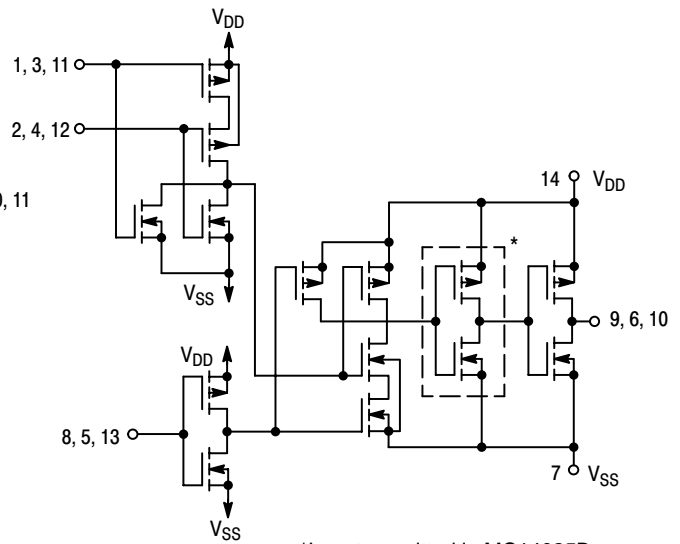 V_DD
1, 3, 11
2, 4, 12
, 11
14 V_DD
*
V_SS
9, 6, 10
V_DD
8, 5, 13
7 V_SS
V_SS